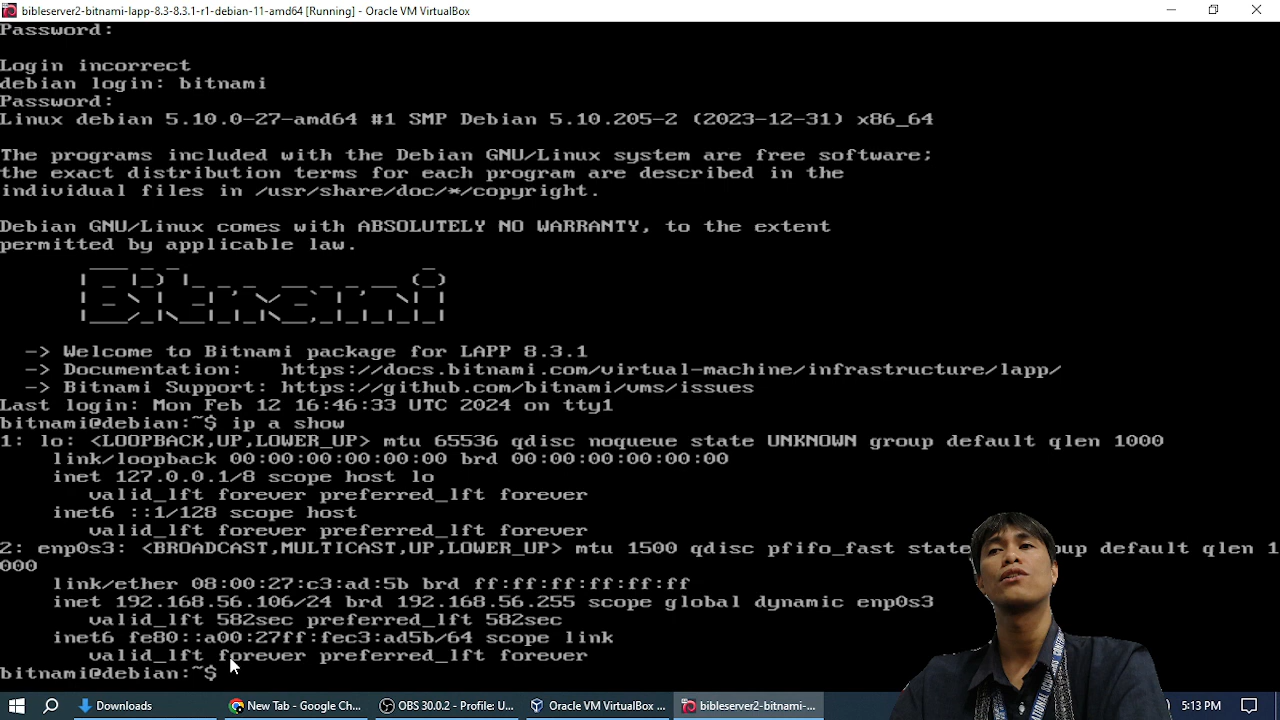 bibleserver2-bitnami-lapp-8.3-8.3.1-r1-debian-11-amd64 [Running] - Oracle VM VirtualBox
Password:
Login incorrect
debian login: bitnami
Password:
Linux debian 5.10.0-27-amd64 #1 SMP Debian 5.10.205-2 (2023-12-31) x86_64
The programs included with the Debian GNU/Linux system are free software;
the exact distribution terms for each program are described in the
individual files in /usr/share/doc/*/copyright.
Debian GNU/Linux comes with ABSOLUTELY NO WARRANTY, to the extent
permitted by applicable law.
Bitnami
-> Welcome to Bitnami package for LAPP 8.3.1
-> Documentation: https://docs.bitnami.com/virtual-machine/infrastructure/lapp/
-> Bitnami Support: https://github.com/bitnami/vms/issues
Last login: Mon Feb 12 16:46:33 UTC 2024 on tty1
bitnami@debian:~$ ip a show
1: lo: <LOOPBACK,UP,LOWER_UP> mtu 65536 qdisc noqueue state UNKNOWN group default qlen 1000
link/loopback 00:00:00:00:00:00 brd 00:00:00:00:00:00
inet 127.0.0.1/8 scope host lo
valid_lft forever preferred_lft forever
inet6 ::1/128 scope host
valid_lft forever preferred_lft forever
2: enp0s3: <BROADCAST,MULTICAST,UP,LOWER_UP> mtu 1500 qdisc pfifo_fast state default qlen 1
000
link/ether 08:00:27:c3:ad:5b brd ff:ff:ff:ff:ff:ff
inet 192.168.56.106/24 brd 192.168.56.255 scope global dynamic enp0s3
valid_lft 582sec preferred_lft 582sec
inet6 fe80::a00:27ff:fec3:ad5b/64 scope link
valid_lft forever preferred_lft forever
bitnami@debian:~$
Downloads
New Tab - Google Ch...
OBS 30.0.2 - Profile: U...
Oracle VM VirtualBox ...
bibleserver2-bitnami-...
5:13 PM